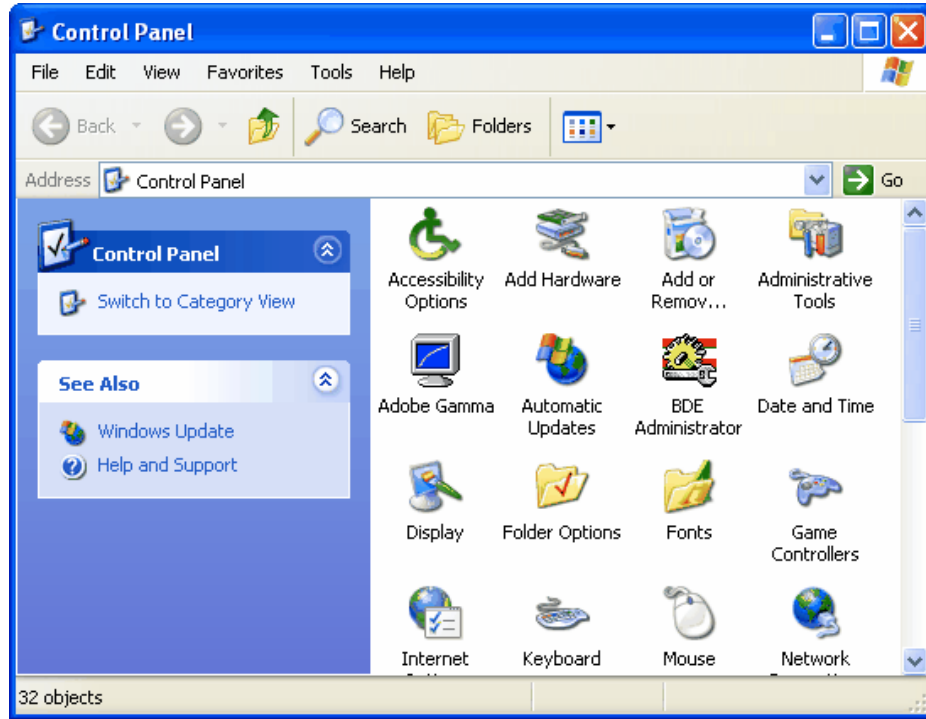 Control Panel
File Edit View Favorites Tools Help
Back Search Folders
Address Control Panel Go
Control Panel
Switch to Category View
See Also
Windows Update
Help and Support
Accessibility Options
Add Hardware
Add or Remov...
Administrative Tools
Adobe Gamma
Automatic Updates
BDE Administrator
Date and Time
Display
Folder Options
Fonts
Game Controllers
Internet
Keyboard
Mouse
Network
32 objects